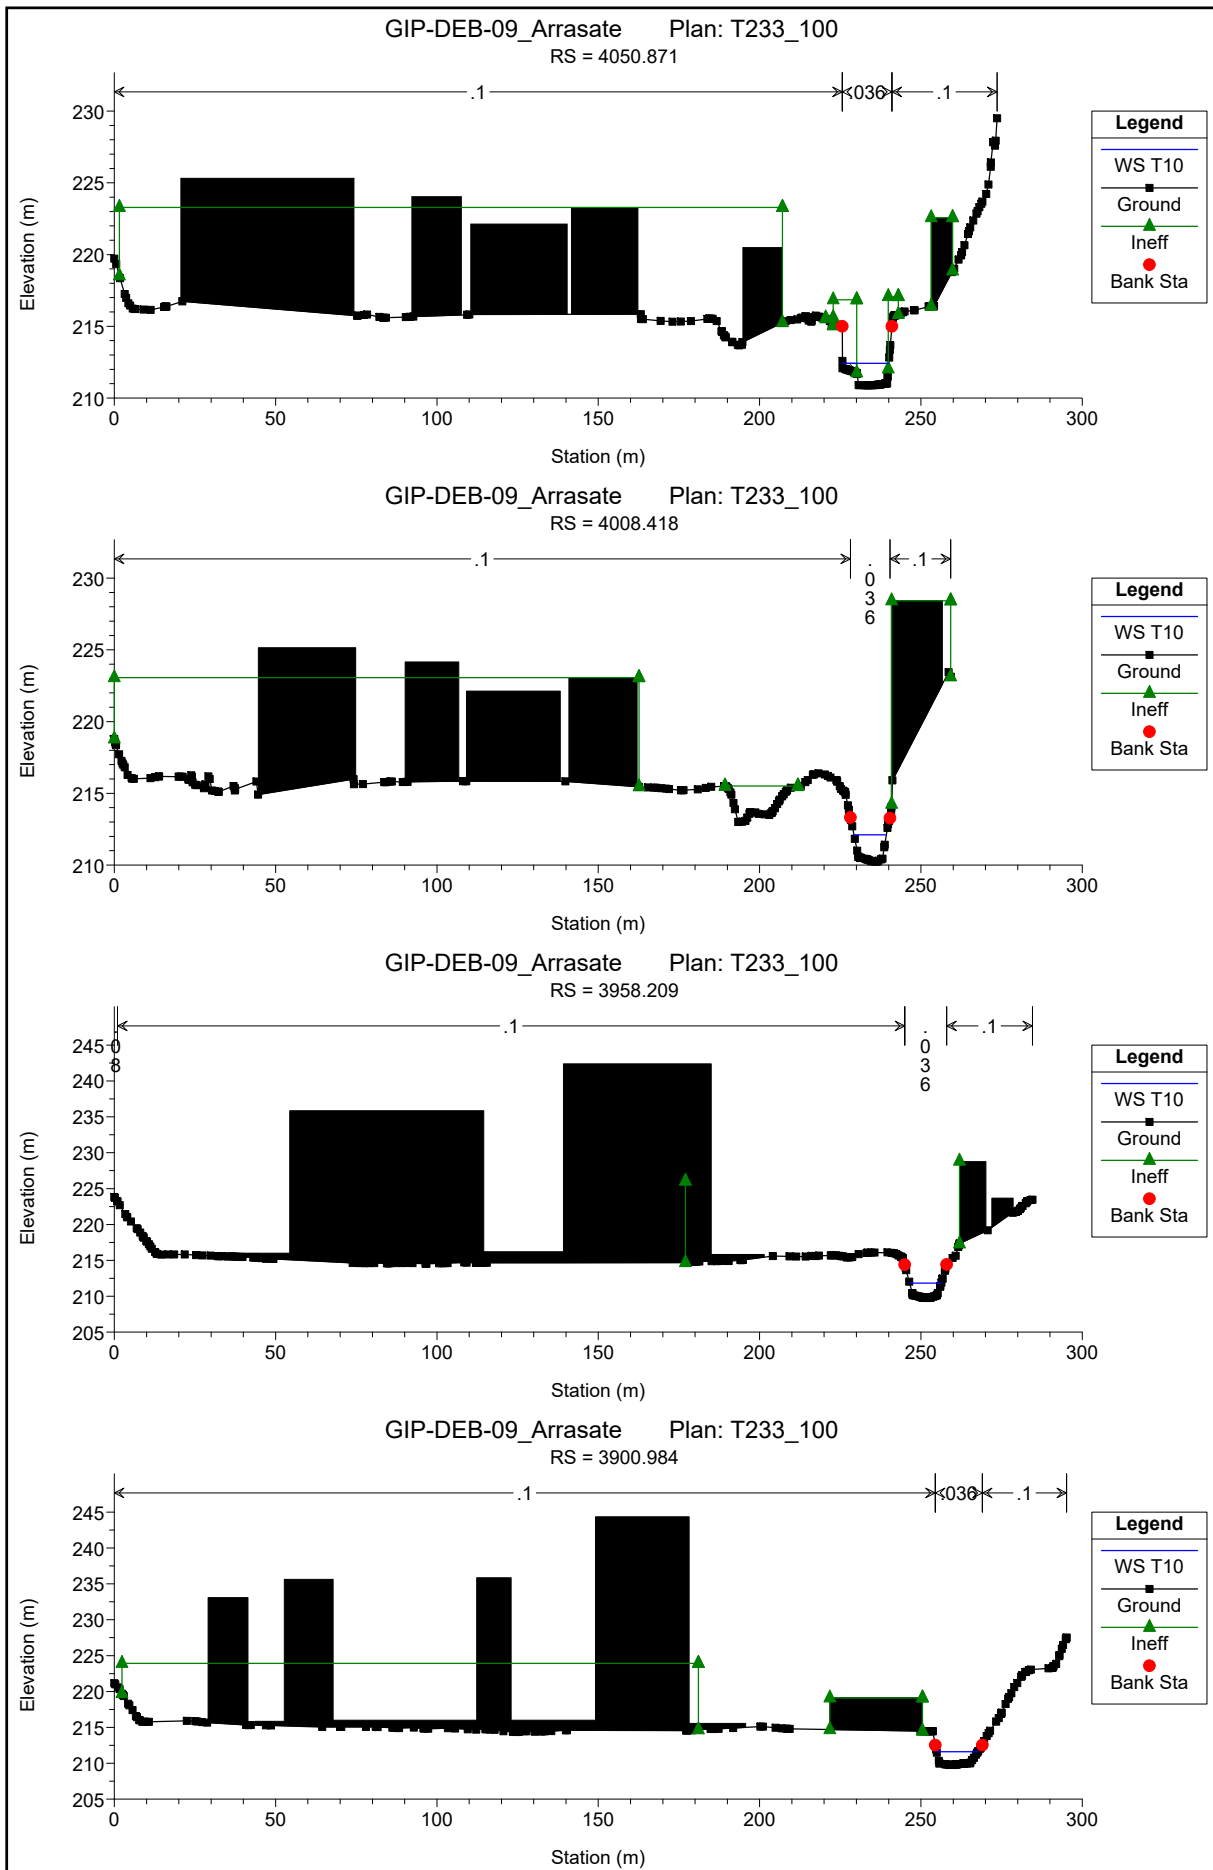 GIP-DEB-09_Arrasate Plan: T233_100
RS = 4050.871
.1
.036
.1
Elevation (m)
230
225
220
215
210
0 50 100 150 200 250 300
Station (m)
Legend
WS T10
Ground
Ineff
Bank Sta
GIP-DEB-09_Arrasate Plan: T233_100
RS = 4008.418
.1
.036
.1
Elevation (m)
230
225
220
215
210
0 50 100 150 200 250 300
Station (m)
Legend
WS T10
Ground
Ineff
Bank Sta
GIP-DEB-09_Arrasate Plan: T233_100
RS = 3958.209
.08
.1
.036
.1
Elevation (m)
245
240
235
230
225
220
215
210
205
0 50 100 150 200 250 300
Station (m)
Legend
WS T10
Ground
Ineff
Bank Sta
GIP-DEB-09_Arrasate Plan: T233_100
RS = 3900.984
.1
.036
.1
Elevation (m)
245
240
235
230
225
220
215
210
205
0 50 100 150 200 250 300
Station (m)
Legend
WS T10
Ground
Ineff
Bank Sta